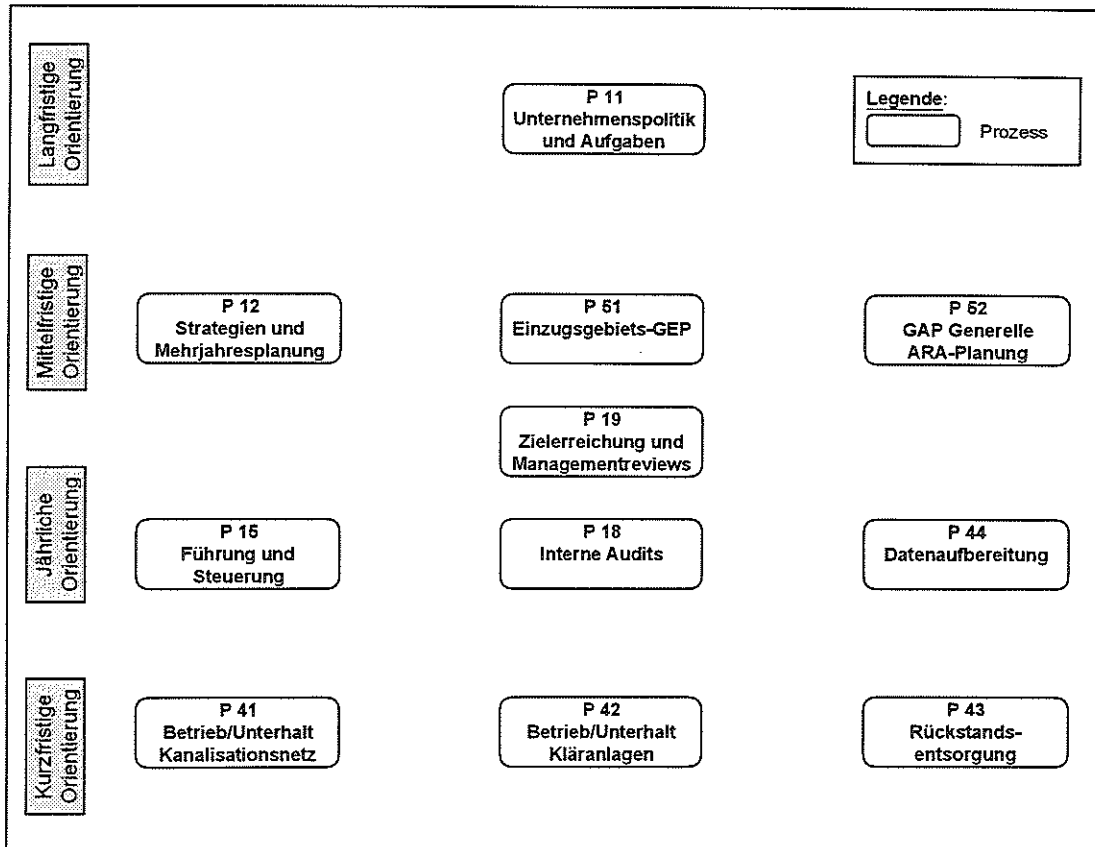 Langfristige
Orientierung
P 11
Unternehmenspolitik
und Aufgaben
Legende:
Prozess
Mittelfristige
Orientierung
P 12
Strategien und
Mehrjahresplanung
P 51
Einzugsgebiets-GEP
P 52
GAP Generelle
ARA-Planung
P 19
Zielerreichung und
Managementreviews
Jährliche
Orientierung
P 15
Führung und
Steuerung
P 18
Interne Audits
P 44
Datenaufbereitung
Kurzfristige
Orientierung
P 41
Betrieb/Unterhalt
Kanalisationsnetz
P 42
Betrieb/Unterhalt
Kläranlagen
P 43
Rückstands-
entsorgung